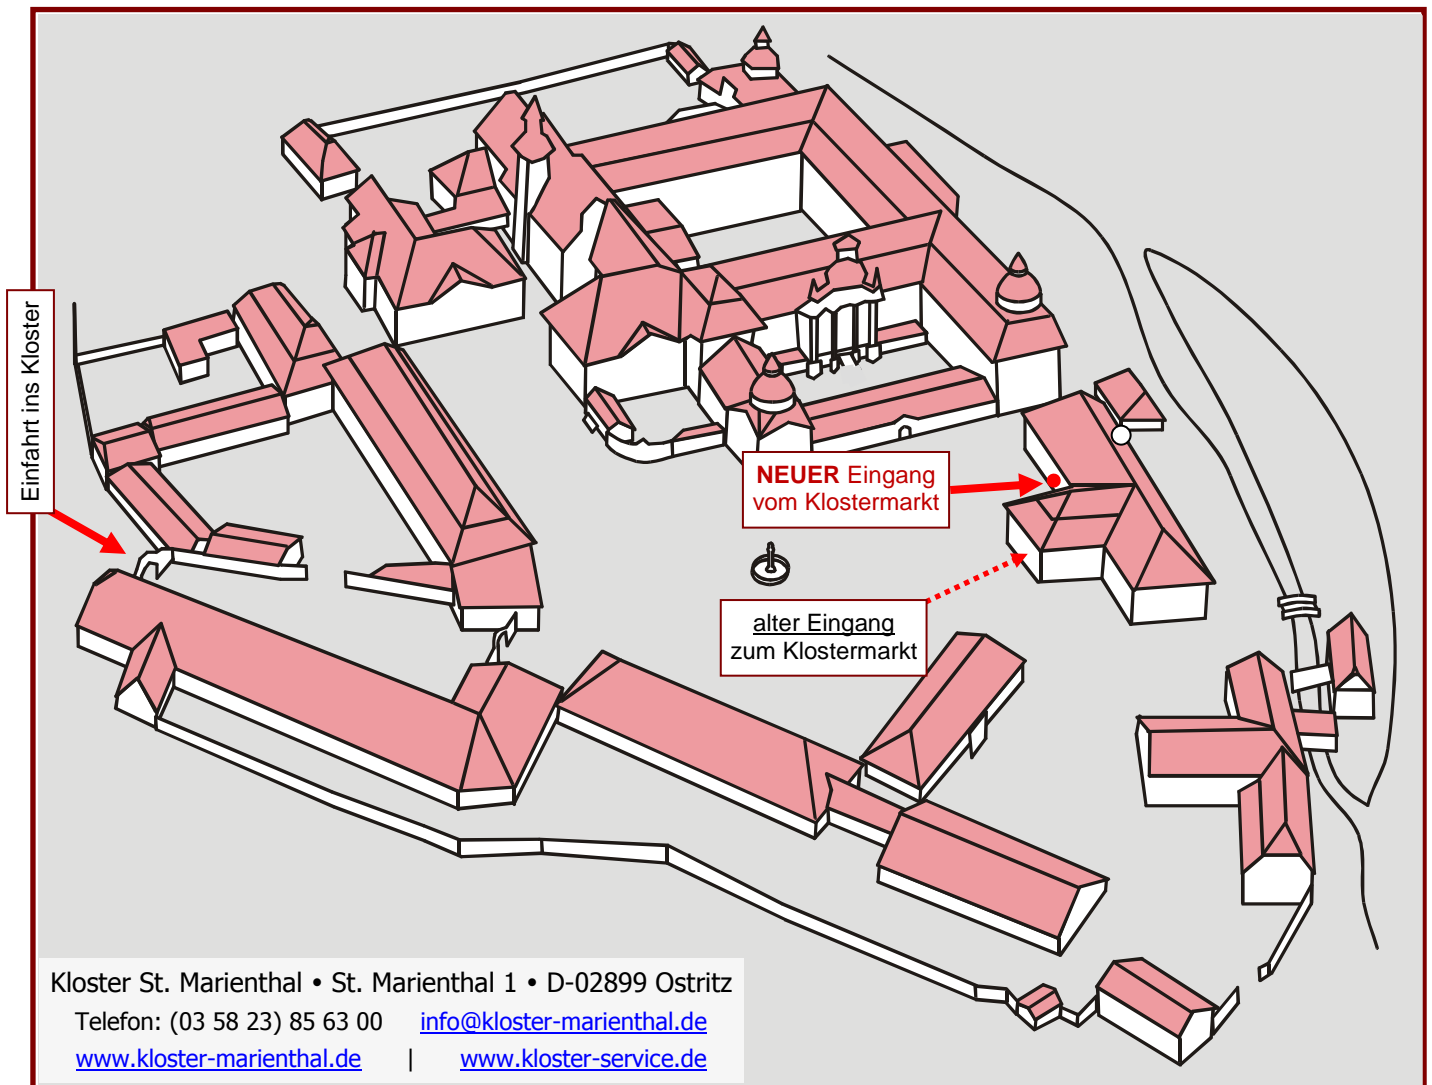 Einfahrt ins Kloster
NEUER Eingang
vom Klostermarkt
alter Eingang
zum Klostermarkt
Kloster St. Marienthal • St. Marienthal 1 • D-02899 Ostritz
Telefon: (03 58 23) 85 63 00 info@kloster-marienthal.de
www.kloster-marienthal.de | www.kloster-service.de